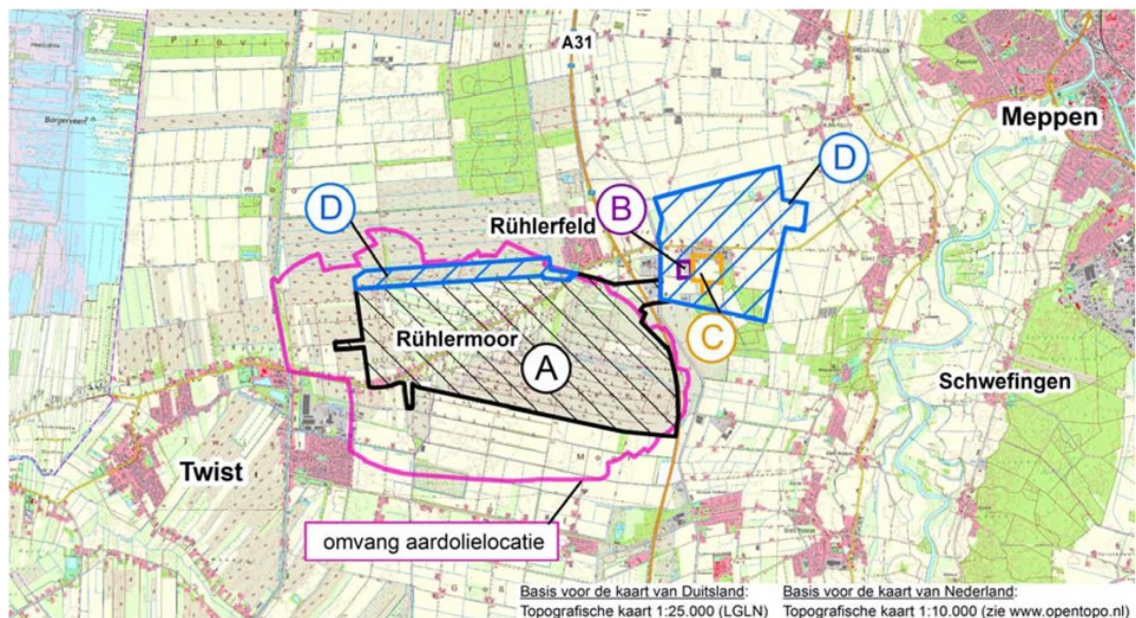 A31
Meppen
D
D
B
Rühlerfeld
Rühlermoor
A
C
Schwefingen
Twist
omvang aardolielocatie
Basis voor de kaart van Duitsland:
Topografische kaart 1:25.000 (LGLN)
Basis voor de kaart van Nederland:
Topografische kaart 1:10.000 (zie www.opentopo.nl)